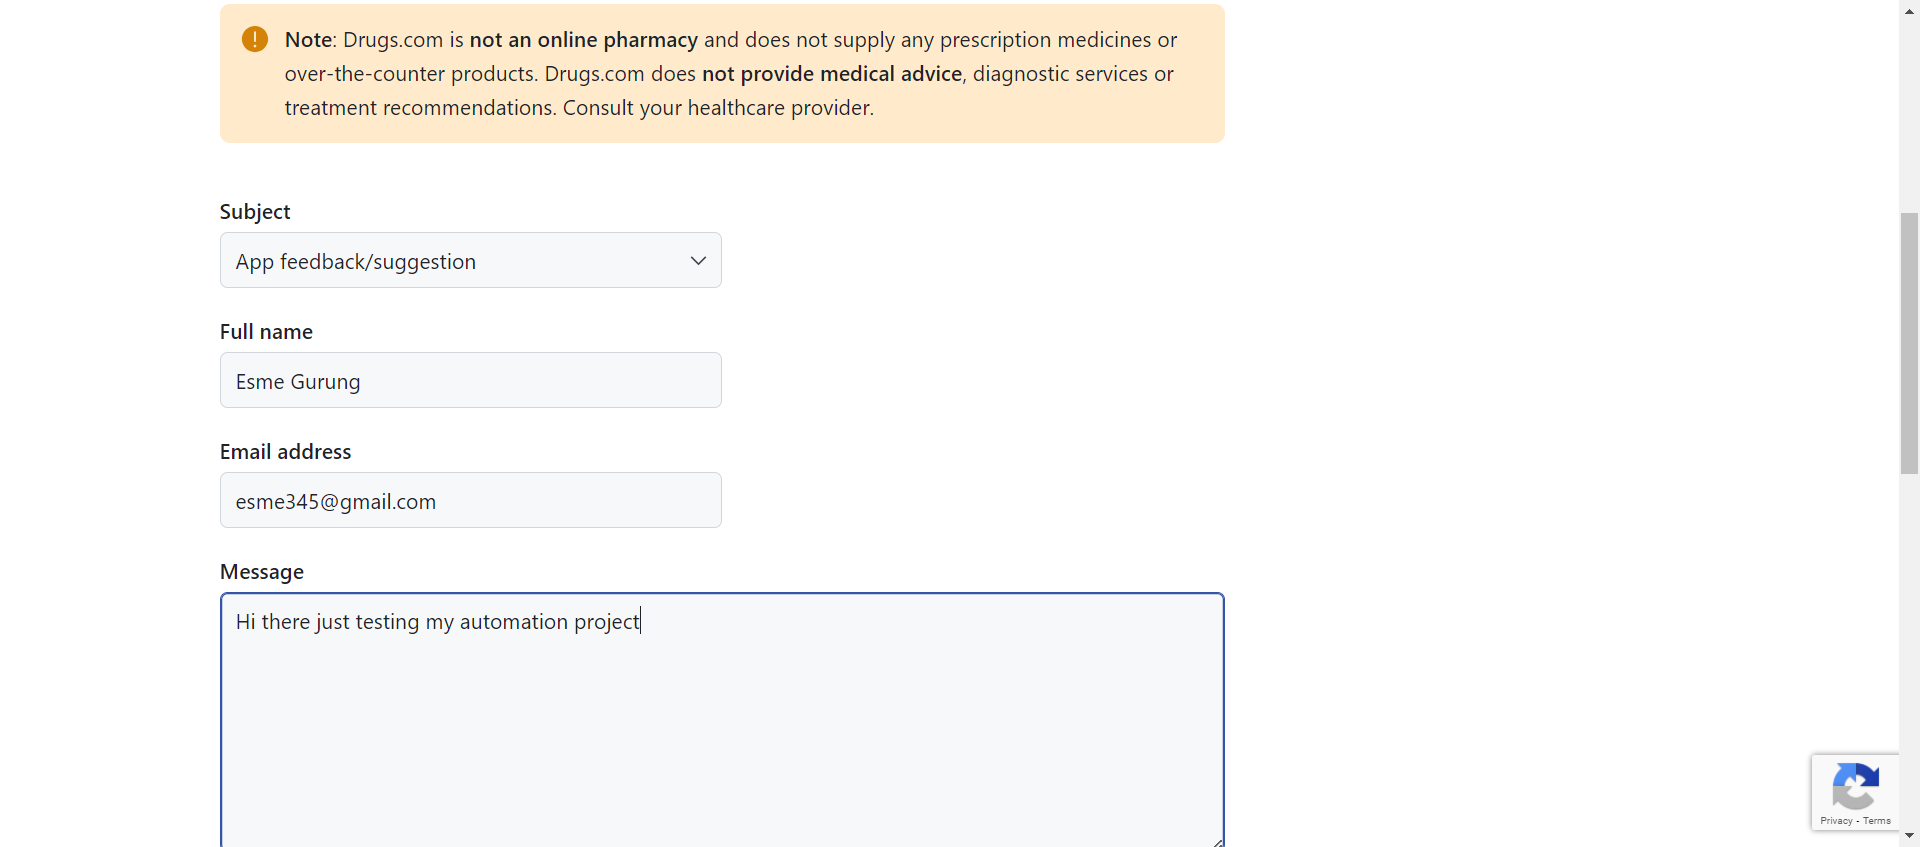 Note: Drugs.com is not an online pharmacy and does not supply any prescription medicines or
over-the-counter products. Drugs.com does not provide medical advice, diagnostic services or
treatment recommendations. Consult your healthcare provider.
Subject
App feedback/suggestion
Full name
Esme Gurung
Email address
esme345@gmail.com
Message
Hi there just testing my automation project
Privacy - Terms